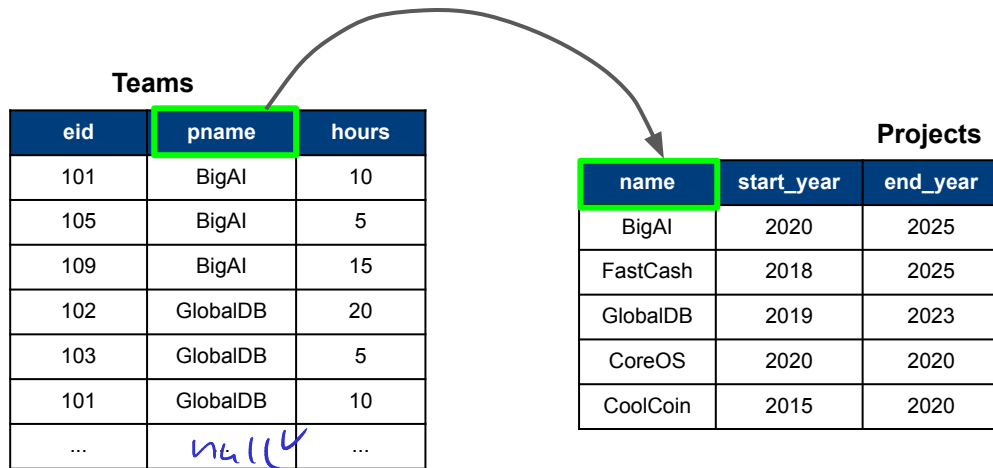 Teams
eid pname hours
101 BigAI 10
105 BigAI 5
109 BigAI 15
102 GlobalDB 20
103 GlobalDB 5
101 GlobalDB 10
... null ...
Projects
name start_year end_year
BigAI 2020 2025
FastCash 2018 2025
GlobalDB 2019 2023
CoreOS 2020 2020
CoolCoin 2015 2020